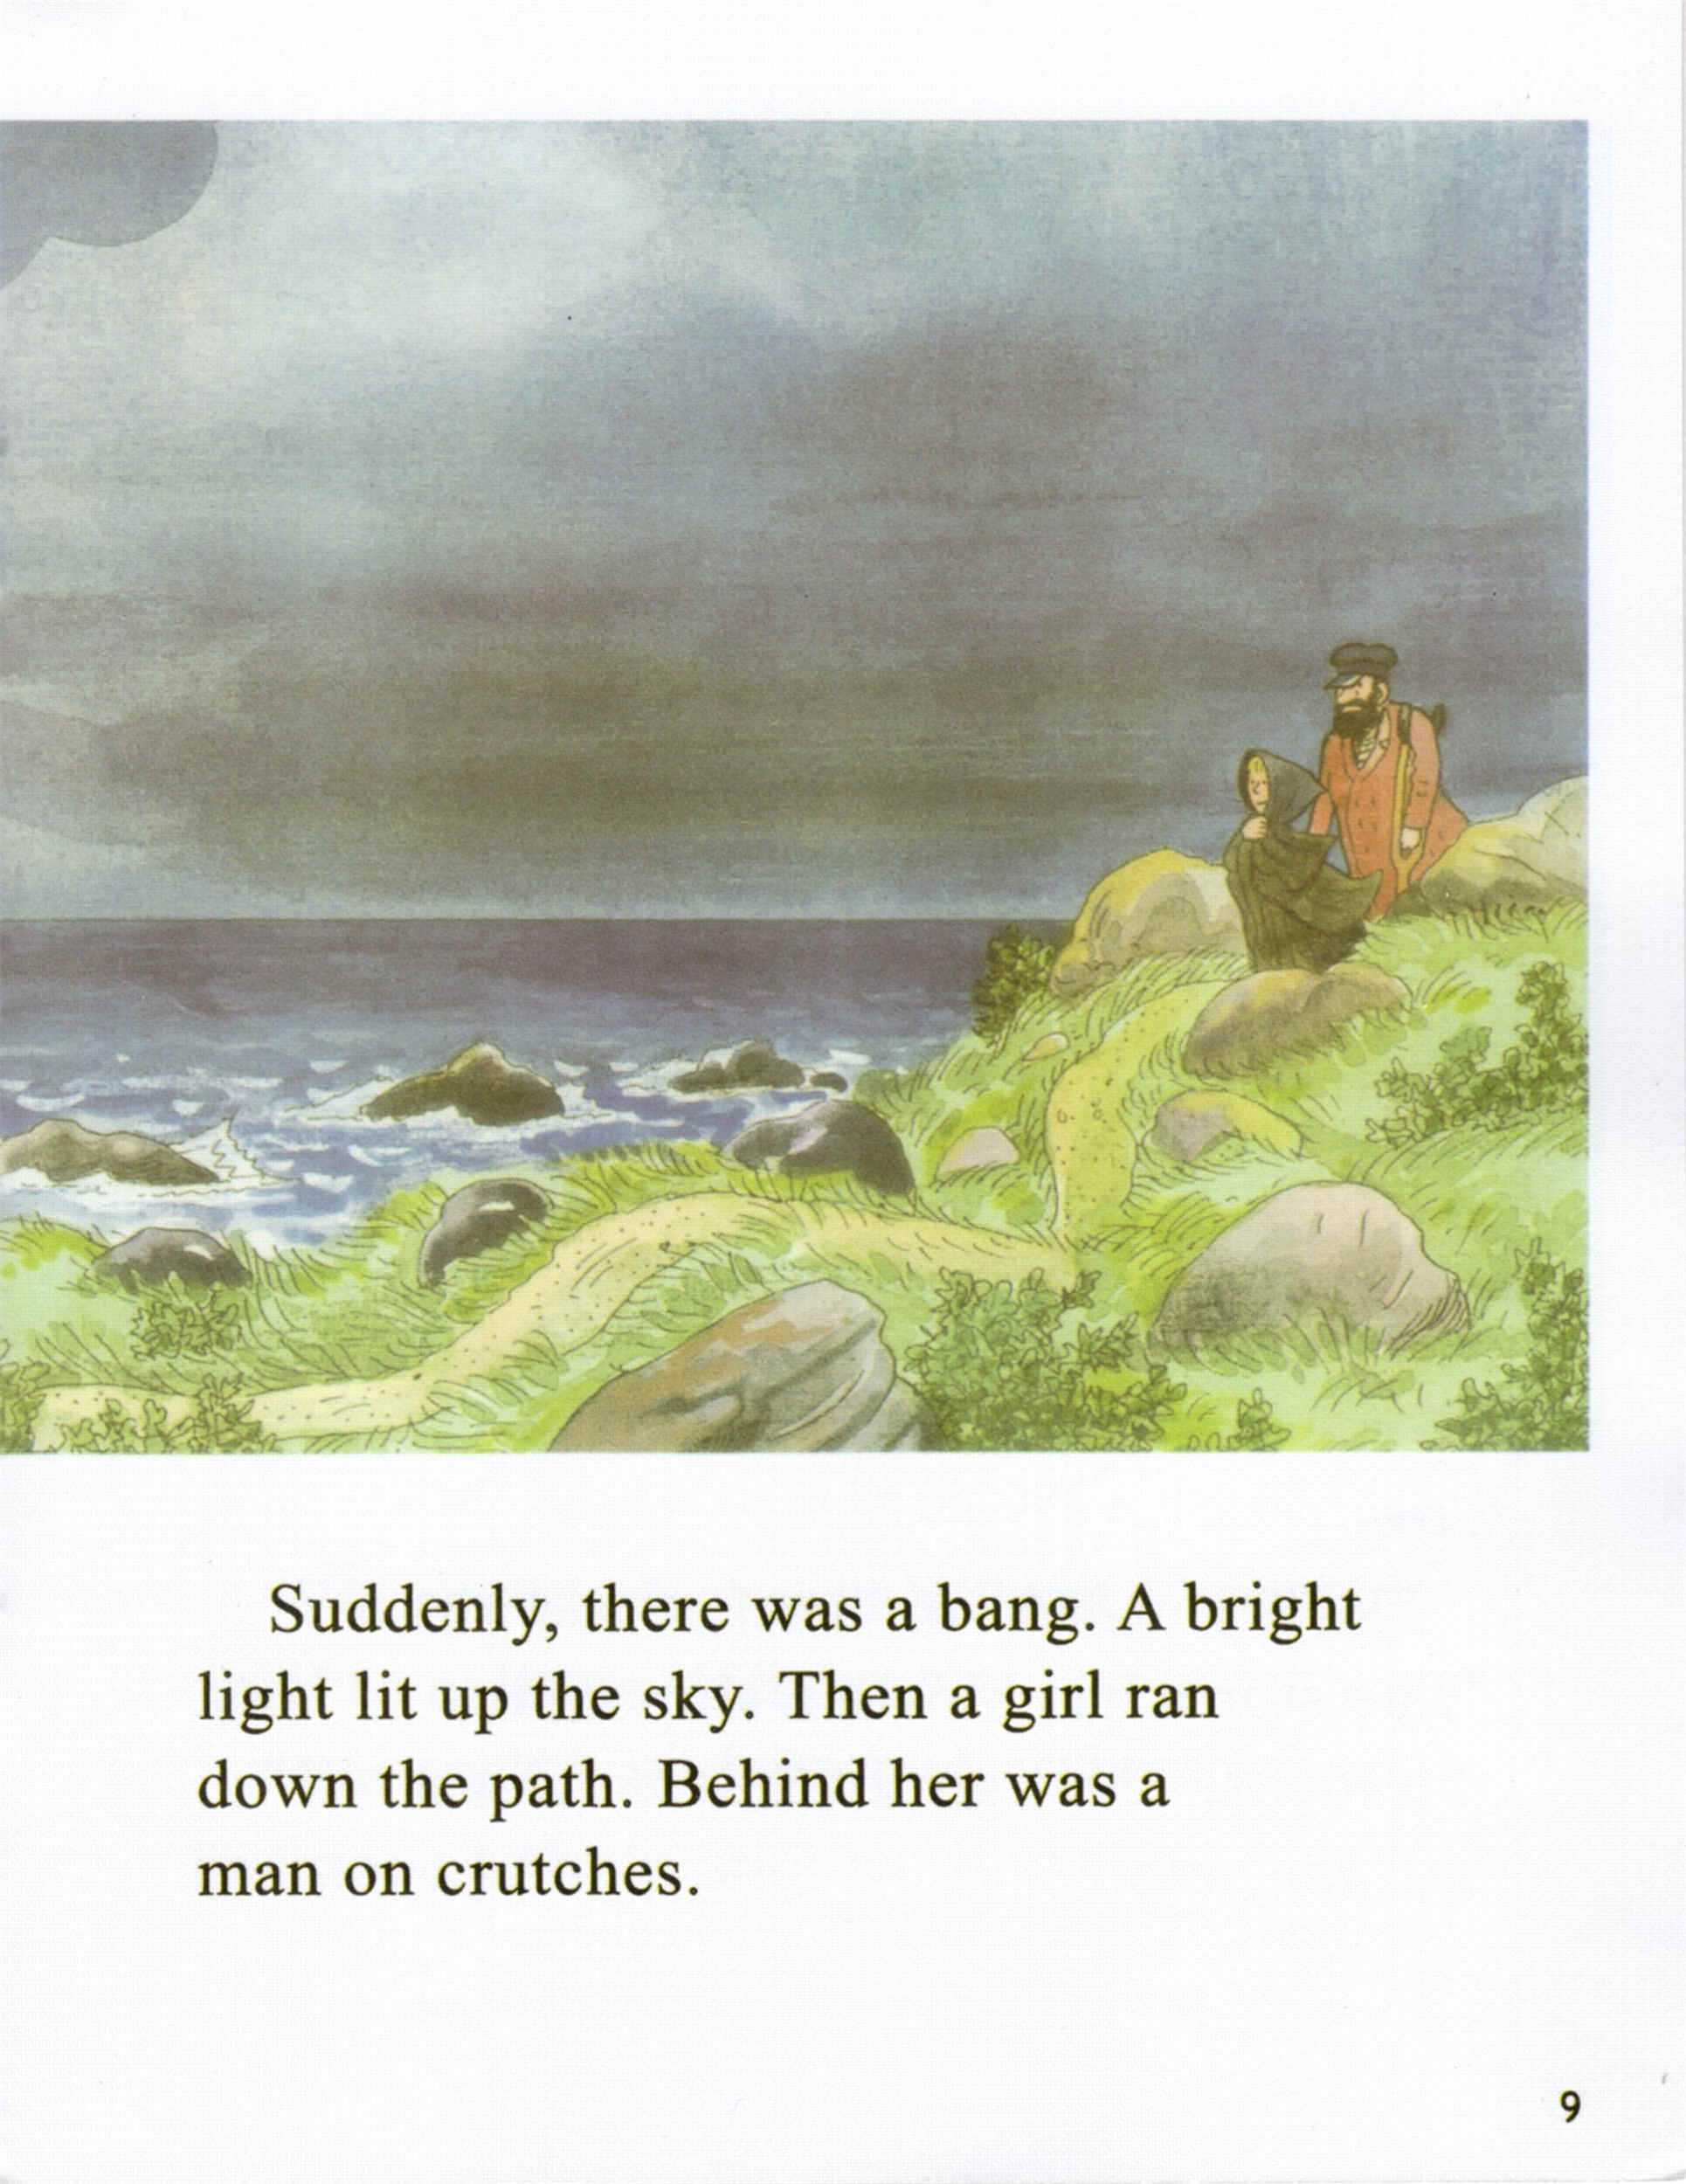 Suddenly, there was a bang. A bright
light lit up the sky. Then a girl ran
down the path. Behind her was a
man on crutches.
9